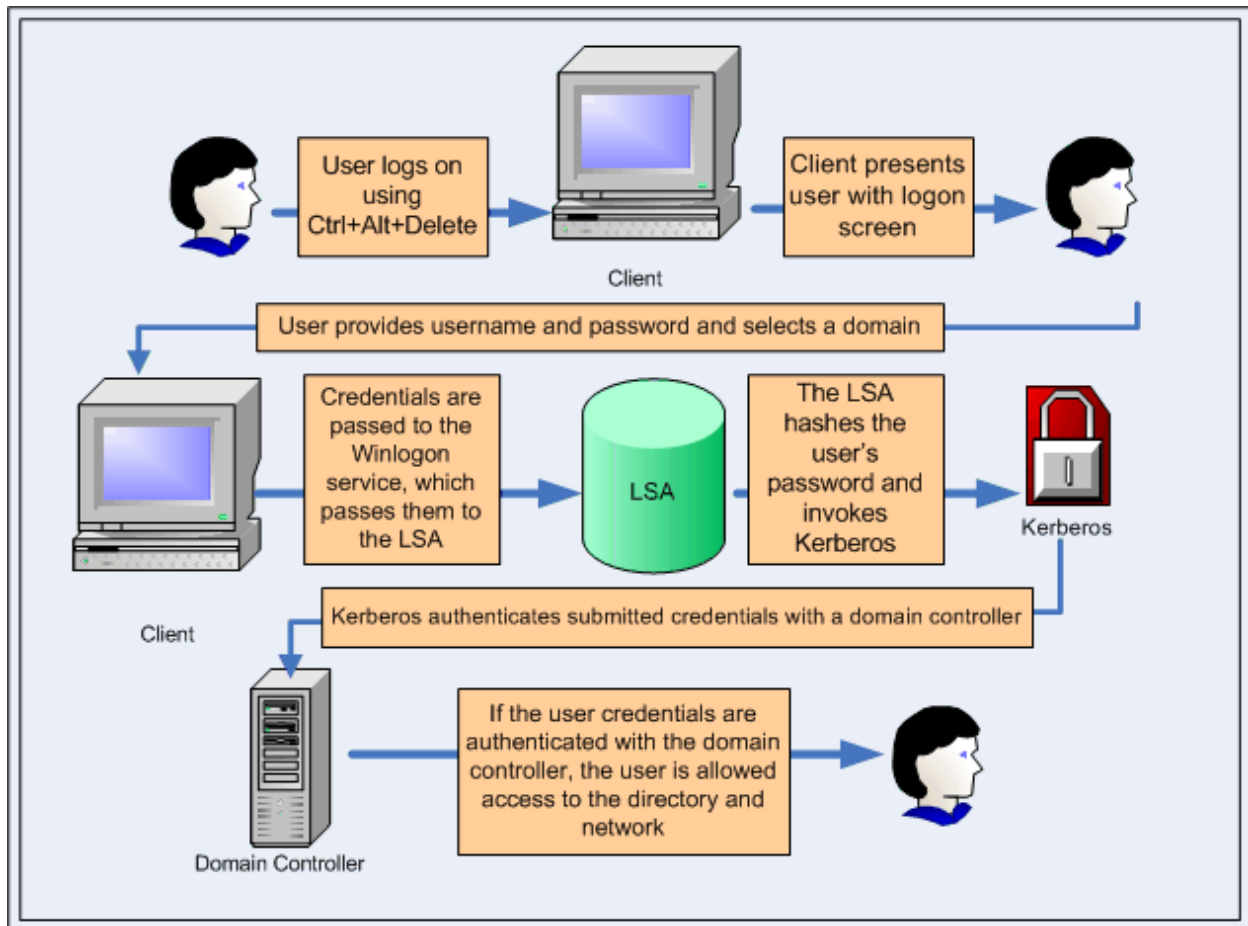 User logs on
using
Ctrl+Alt+Delete
Client presents
user with logon
screen
Client
User provides username and password and selects a domain
Credentials are
passed to the
Winlogon
service, which
passes them to
the LSA
LSA
The LSA
hashes the
user's
password and
invokes
Kerberos
Kerberos
Client
Kerberos authenticates submitted credentials with a domain controller
If the user credentials are
authenticated with the domain
controller, the user is allowed
access to the directory and
network
Domain Controller